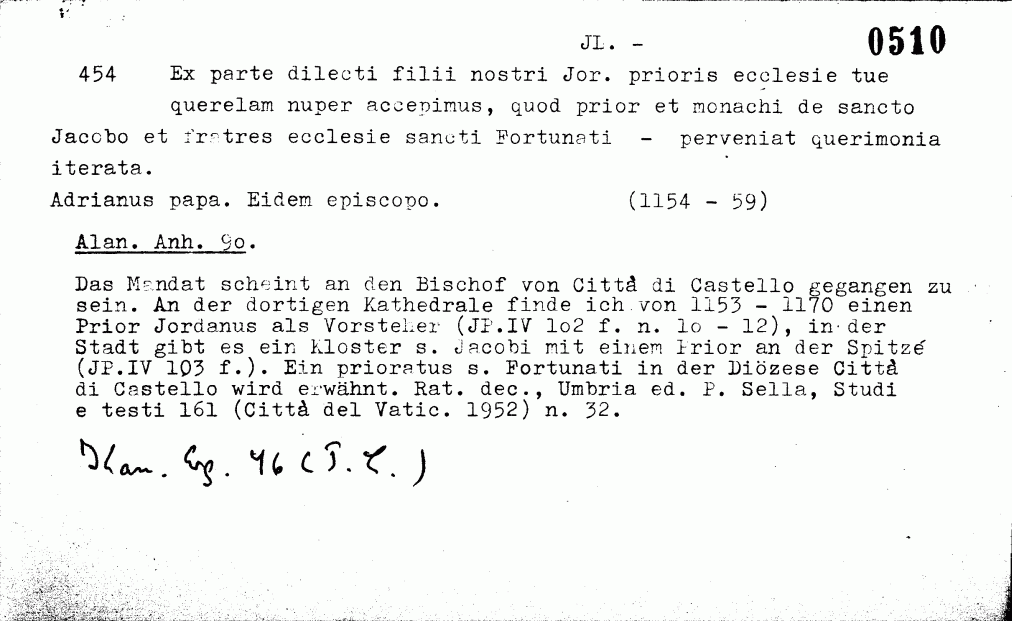 JL. - 0510
454 Ex parte dilecti filii nostri Jor. prioris ecclesie tue
querelam nuper accepimus, quod prior et monachi de sancto
Jacobo et fratres ecclesie sancti Fortunati - perveniat querimonia
iterata.
Adrianus papa. Eidem episcopo. (1154 - 59)
Alan. Anh. 9o.
Das Mandat scheint an den Bischof von Città di Castello gegangen zu
sein. An der dortigen Kathedrale finde ich von 1153 - 1170 einen
Prior Jordanus als Vorsteher (JP.IV 1o2 f. n. 1o - 12), in der
Stadt gibt es ein Kloster s. Jacobi mit einem Prior an der Spitze
(JP.IV 103 f.). Ein prioratus s. Fortunati in der Diözese Città
di Castello wird erwähnt. Rat. dec., Umbria ed. P. Sella, Studi
e testi 161 (Città del Vatic. 1952) n. 32.
46